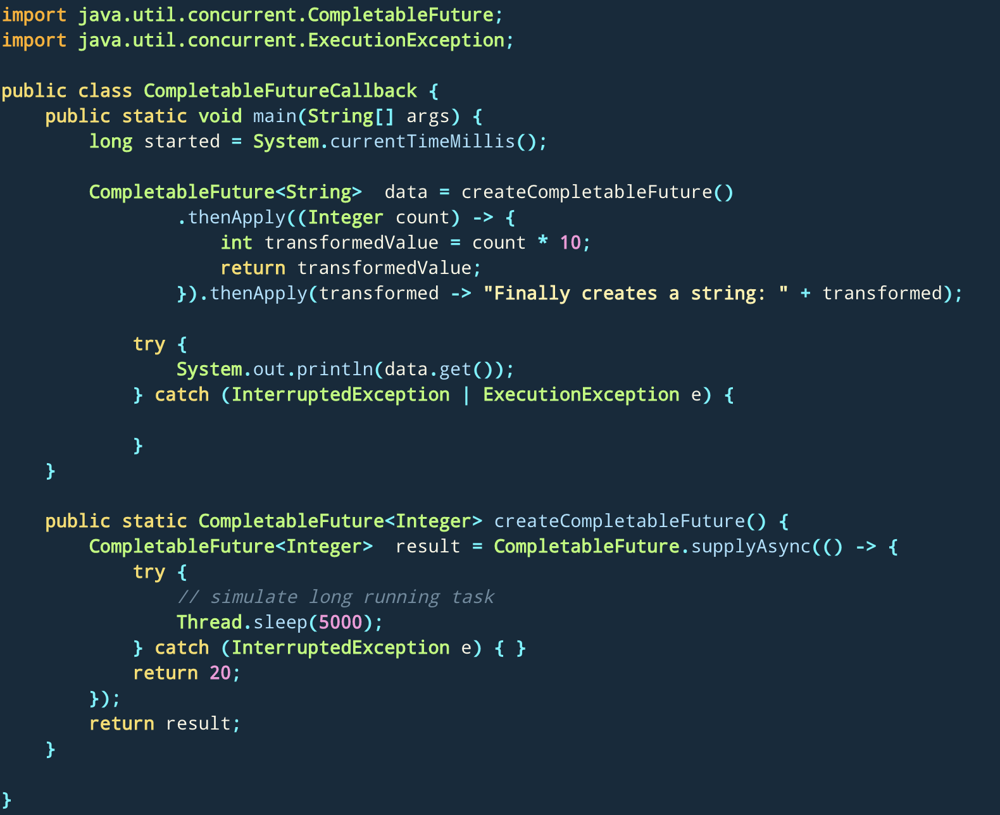 import java.util.concurrent.CompletableFuture;
import java.util.concurrent.ExecutionException;

public class CompletableFutureCallback {
    public static void main(String[] args) {
        long started = System.currentTimeMillis();

        CompletableFuture<String>  data = createCompletableFuture()
                .thenApply((Integer count) -> {
                    int transformedValue = count * 10;
                    return transformedValue;
                }).thenApply(transformed -> "Finally creates a string: " + transformed);

            try {
                System.out.println(data.get());
            } catch (InterruptedException | ExecutionException e) {

            }
    }

    public static CompletableFuture<Integer> createCompletableFuture() {
        CompletableFuture<Integer>  result = CompletableFuture.supplyAsync(() -> {
            try {
                // simulate long running task
                Thread.sleep(5000);
            } catch (InterruptedException e) { }
            return 20;
        });
        return result;
    }

}